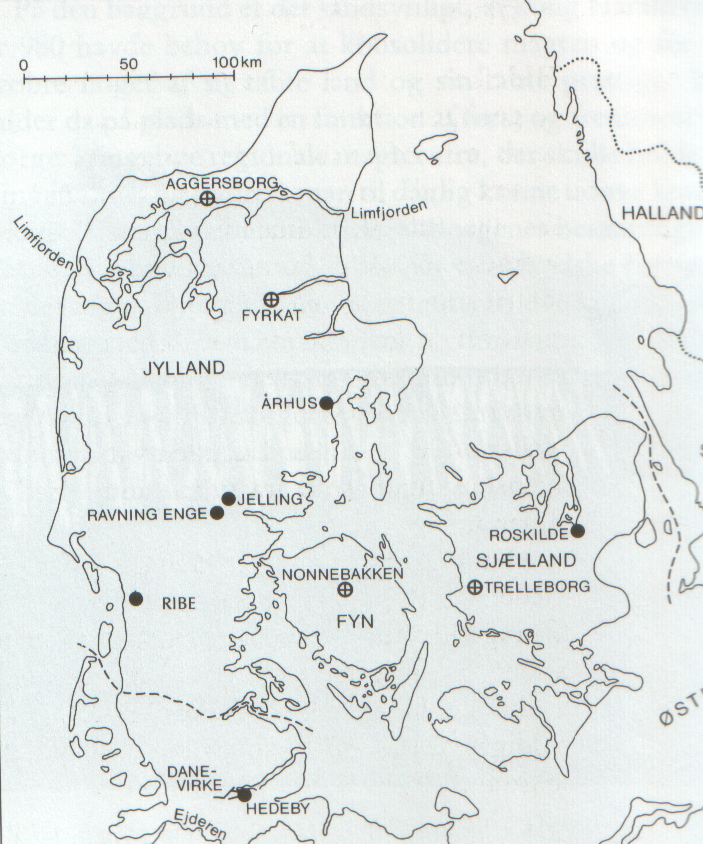 0
50
100 km
AGGERSBORG
Limfjorden
Limfjorden
HALLAND
FYRKAT
JYLLAND
ÅRHUS
JELLING
RAVNING ENGE
ROSKILDE
SJÆLLAND
NONNEBAKKEN
TRELLEBORG
RIBE
FYN
ØST
DANE-
VIRKE
HEDEBY
Ejderen